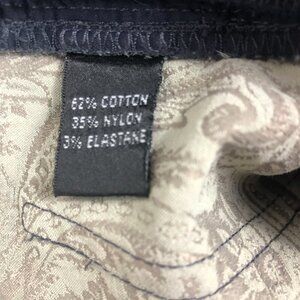 62% COTTON
35% NYLON
3% ELASTANE